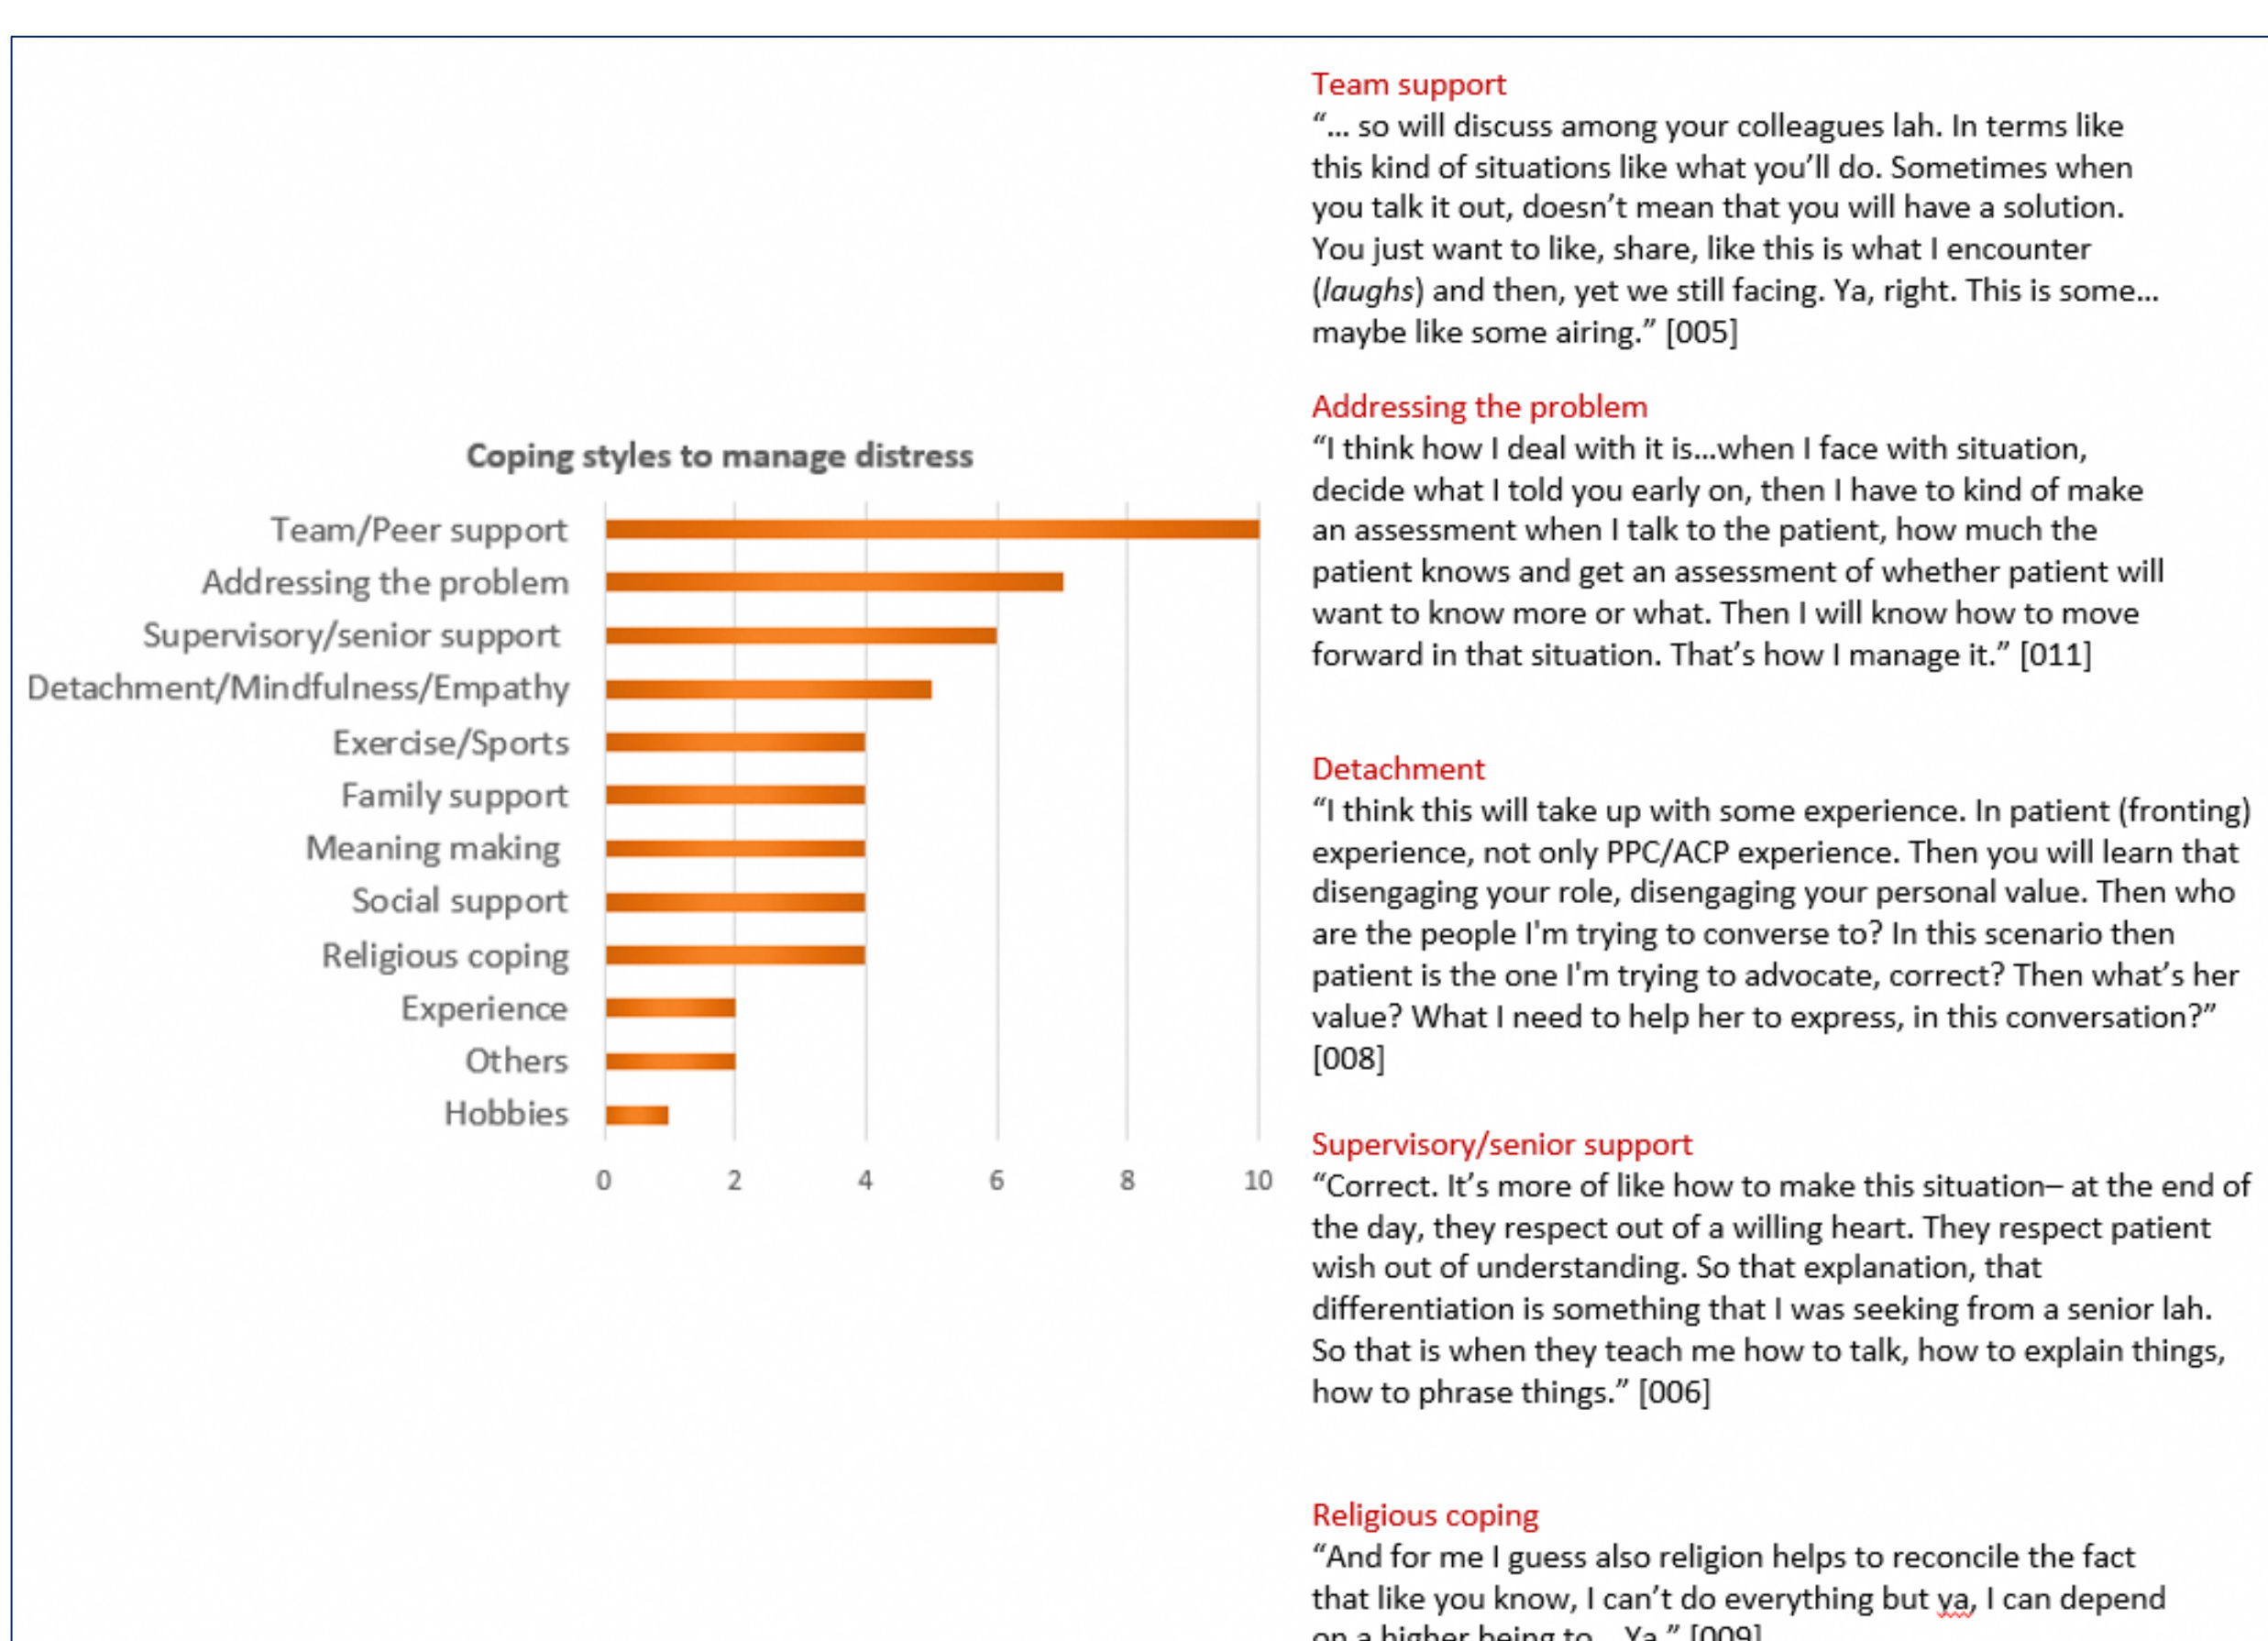 Coping styles to manage distress
Team/Peer support
Addressing the problem
Supervisory/senior support
Detachment/Mindfulness/Empathy
Exercise/Sports
Family support
Meaning making
Social support
Religious coping
Experience
Others
Hobbies
0 2 4 6 8 10
Team support
“... so will discuss among your colleagues lah. In terms like
this kind of situations like what you’ll do. Sometimes when
you talk it out, doesn’t mean that you will have a solution.
You just want to like, share, like this is what I encounter
(laughs) and then, yet we still facing. Ya, right. This is some...
maybe like some airing.” [005]
Addressing the problem
“I think how I deal with it is...when I face with situation,
decide what I told you early on, then I have to kind of make
an assessment when I talk to the patient, how much the
patient knows and get an assessment of whether patient will
want to know more or what. Then I will know how to move
forward in that situation. That’s how I manage it.” [011]
Detachment
“I think this will take up with some experience. In patient (fronting)
experience, not only PPC/ACP experience. Then you will learn that
disengaging your role, disengaging your personal value. Then who
are the people I'm trying to converse to? In this scenario then
patient is the one I'm trying to advocate, correct? Then what’s her
value? What I need to help her to express, in this conversation?”
[008]
Supervisory/senior support
“Correct. It’s more of like how to make this situation– at the end of
the day, they respect out of a willing heart. They respect patient
wish out of understanding. So that explanation, that
differentiation is something that I was seeking from a senior lah.
So that is when they teach me how to talk, how to explain things,
how to phrase things.” [006]
Religious coping
“And for me I guess also religion helps to reconcile the fact
that like you know, I can’t do everything but ya, I can depend
on a higher being to... Ya.” [009]